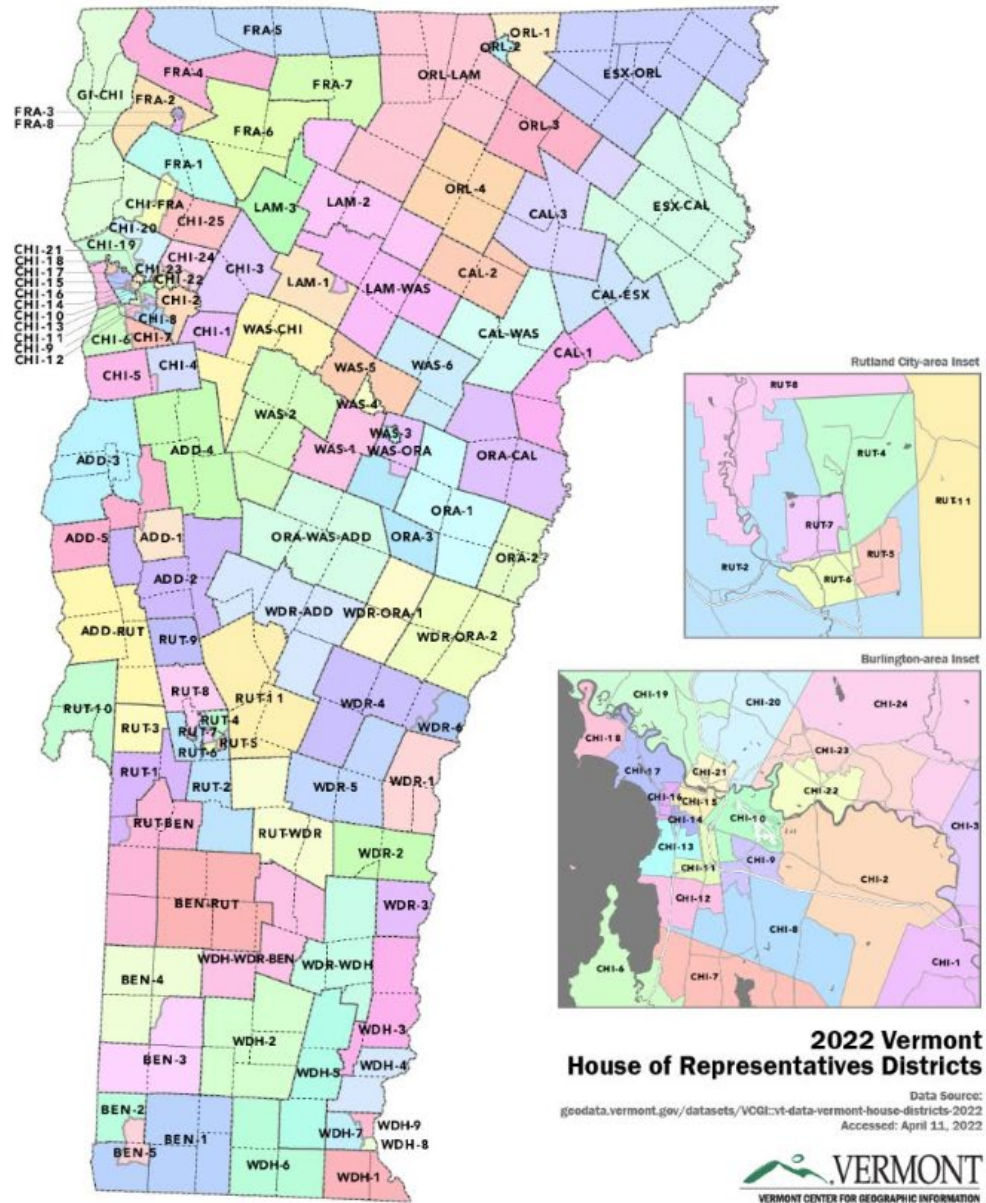 FRA-5
ORL-1
ORL-2
FRA-4
ORL-LAM
ESX-ORL
GI-CHI
FRA-2
FRA-7
FRA-3
FRA-8
FRA-6
ORL-3
FRA-1
ORL-4
CHI-FRA
LAM-3
LAM-2
CAL-3
ESX-CAL
CHI-20
CHI-25
CHI-19
CHI-21
CHI-18
CHI-17
CHI-15
CHI-16
CHI-14
CHI-10
CHI-13
CHI-11
CHI-9
CHI-12
CHI-24
CHI-23
CHI-22
CHI-3
CHI-2
LAM-1
LAM-WAS
CAL-2
CAL-ESX
CHI-8
CHI-6
CHI-7
CHI-1
WAS-CHI
CAL-WAS
CHI-5
CHI-4
WAS-5
WAS-6
CAL-1
WAS-4
WAS-2
WAS-3
WAS-1
WAS-ORA
ORA-CAL
ADD-3
ADD-4
ORA-1
ADD-5
ADD-1
ORA-WAS-ADD
ORA-3
ORA-2
ADD-2
WDR-ADD
WDR-ORA-1
WDR-ORA-2
ADD-RUT
RUT-9
RUT-8
RUT-11
RUT-10
RUT-4
RUT-7
RUT-3
RUT-5
RUT-6
WDR-4
WDR-6
RUT-1
RUT-2
WDR-5
WDR-1
RUT-BEN
RUT-WDR
WDR-2
BEN-RUT
WDR-3
WDH-WDR-BEN
WDR-WDH
BEN-4
WDH-3
WDH-2
BEN-3
WDH-4
WDH-5
BEN-2
WDH-9
WDH-7
WDH-8
BEN-1
BEN-5
WDH-6
WDH-1
Rutland City-area Inset
RUT-8
RUT-4
RUT-11
RUT-7
RUT-5
RUT-2
RUT-6
Burlington-area Inset
CHI-19
CHI-20
CHI-24
CHI-18
CHI-23
CHI-17
CHI-21
CHI-22
CHI-16
CHI-15
CHI-14
CHI-10
CHI-3
CHI-13
CHI-9
CHI-11
CHI-2
CHI-12
CHI-8
CHI-1
CHI-6
CHI-7
2022 Vermont
House of Representatives Districts
Data Source:
geodata.vermont.gov/datasets/VCGI::vt-data-vermont-house-districts-2022
Accessed: April 11, 2022
VERMONT
VERMONT CENTER FOR GEOGRAPHIC INFORMATION